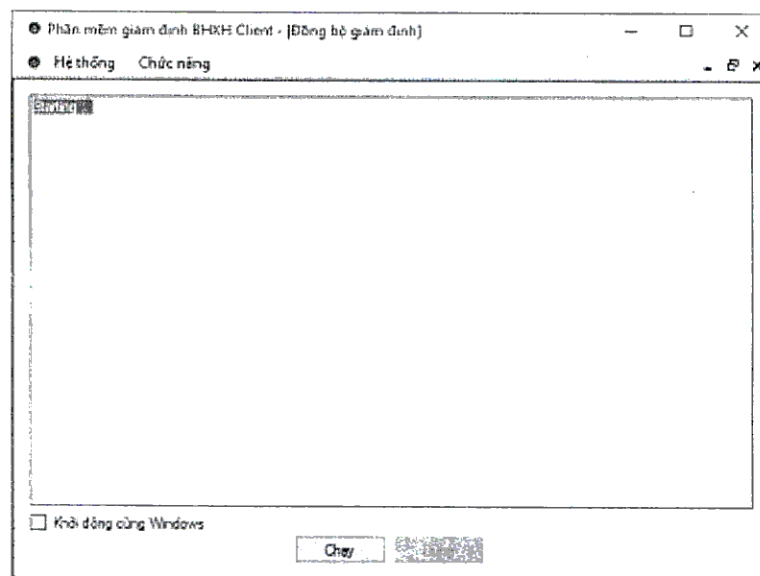 Phần mềm giám định BHXH Client - [Đồng bộ giám định]
Hệ thống Chức năng
Khởi động cùng Windows
Chạy